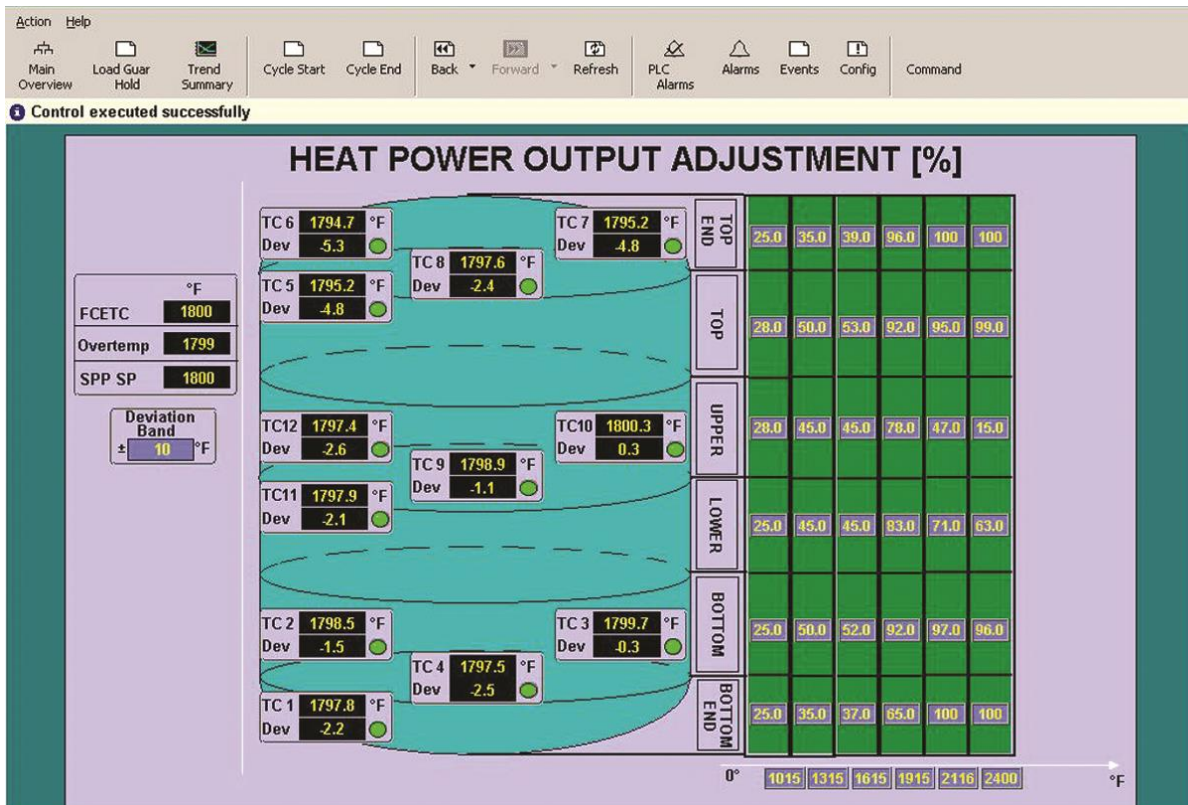 Action Help
Main Overview Load Guar Hold Trend Summary Cycle Start Cycle End Back Forward Refresh PLC Alarms Alarms Events Config Command
Control executed successfully
HEAT POWER OUTPUT ADJUSTMENT [%]
°F
FCETC 1800
Overtemp 1799
SPP SP 1800
Deviation
Band
± 10 °F
TC 6 1794.7 °F
Dev -5.3
TC 7 1795.2 °F
Dev -4.8
TC 8 1797.6 °F
Dev -2.4
TC 5 1795.2 °F
Dev -4.8
TC12 1797.4 °F
Dev -2.6
TC10 1800.3 °F
Dev 0.3
TC 9 1798.9 °F
Dev -1.1
TC11 1797.9 °F
Dev -2.1
TC 2 1798.5 °F
Dev -1.5
TC 3 1799.7 °F
Dev -0.3
TC 4 1797.5 °F
Dev -2.5
TC 1 1797.8 °F
Dev -2.2
TOP END 25.0 35.0 39.0 96.0 100 100
TOP 28.0 50.0 53.0 92.0 95.0 99.0
UPPER 28.0 45.0 45.0 78.0 47.0 15.0
LOWER 25.0 45.0 45.0 83.0 71.0 63.0
BOTTOM 25.0 50.0 52.0 92.0 97.0 96.0
BOTTOM END 25.0 35.0 37.0 65.0 100 100
0° 1015 1315 1615 1915 2116 2400 °F